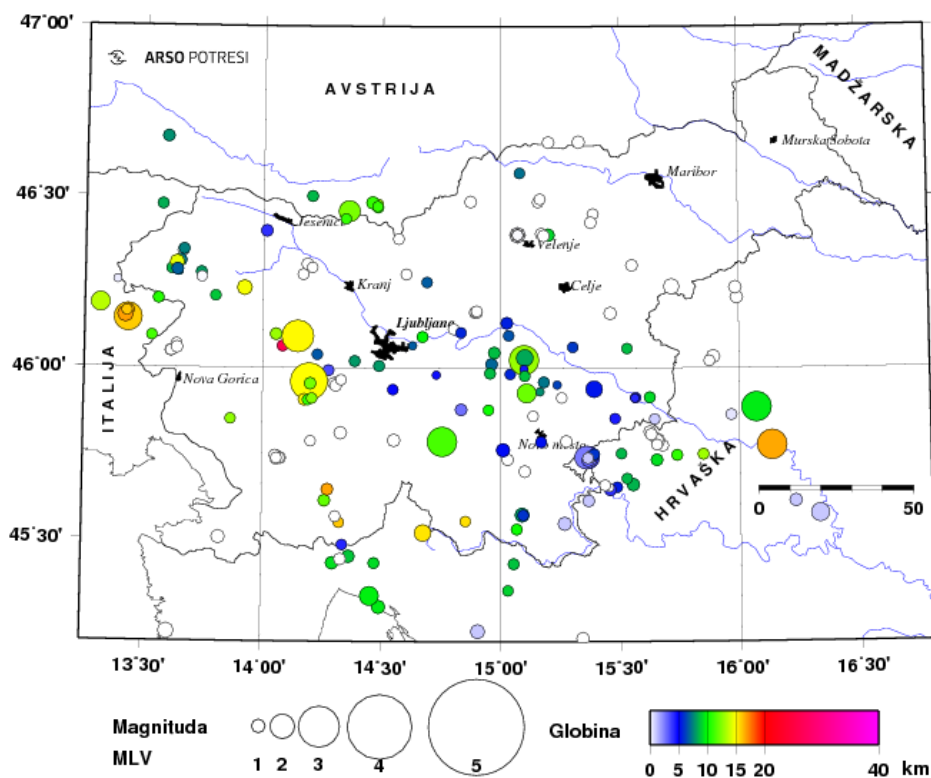 47°00'
ARSO POTRESI
AVSTRIJA
MADŽARSKA
Murska Sobota
Maribor
46°30'
Jesenice
Velenje
Kranj
Celje
Ljubljana
46°00'
ITALIJA
Nova Gorica
Novo mesto
HRVAŠKA
0 50
45°30'
13°30' 14°00' 14°30' 15°00' 15°30' 16°00' 16°30'
Magnituda
MLV
1 2 3 4 5
Globina
0 5 10 15 20 40 km